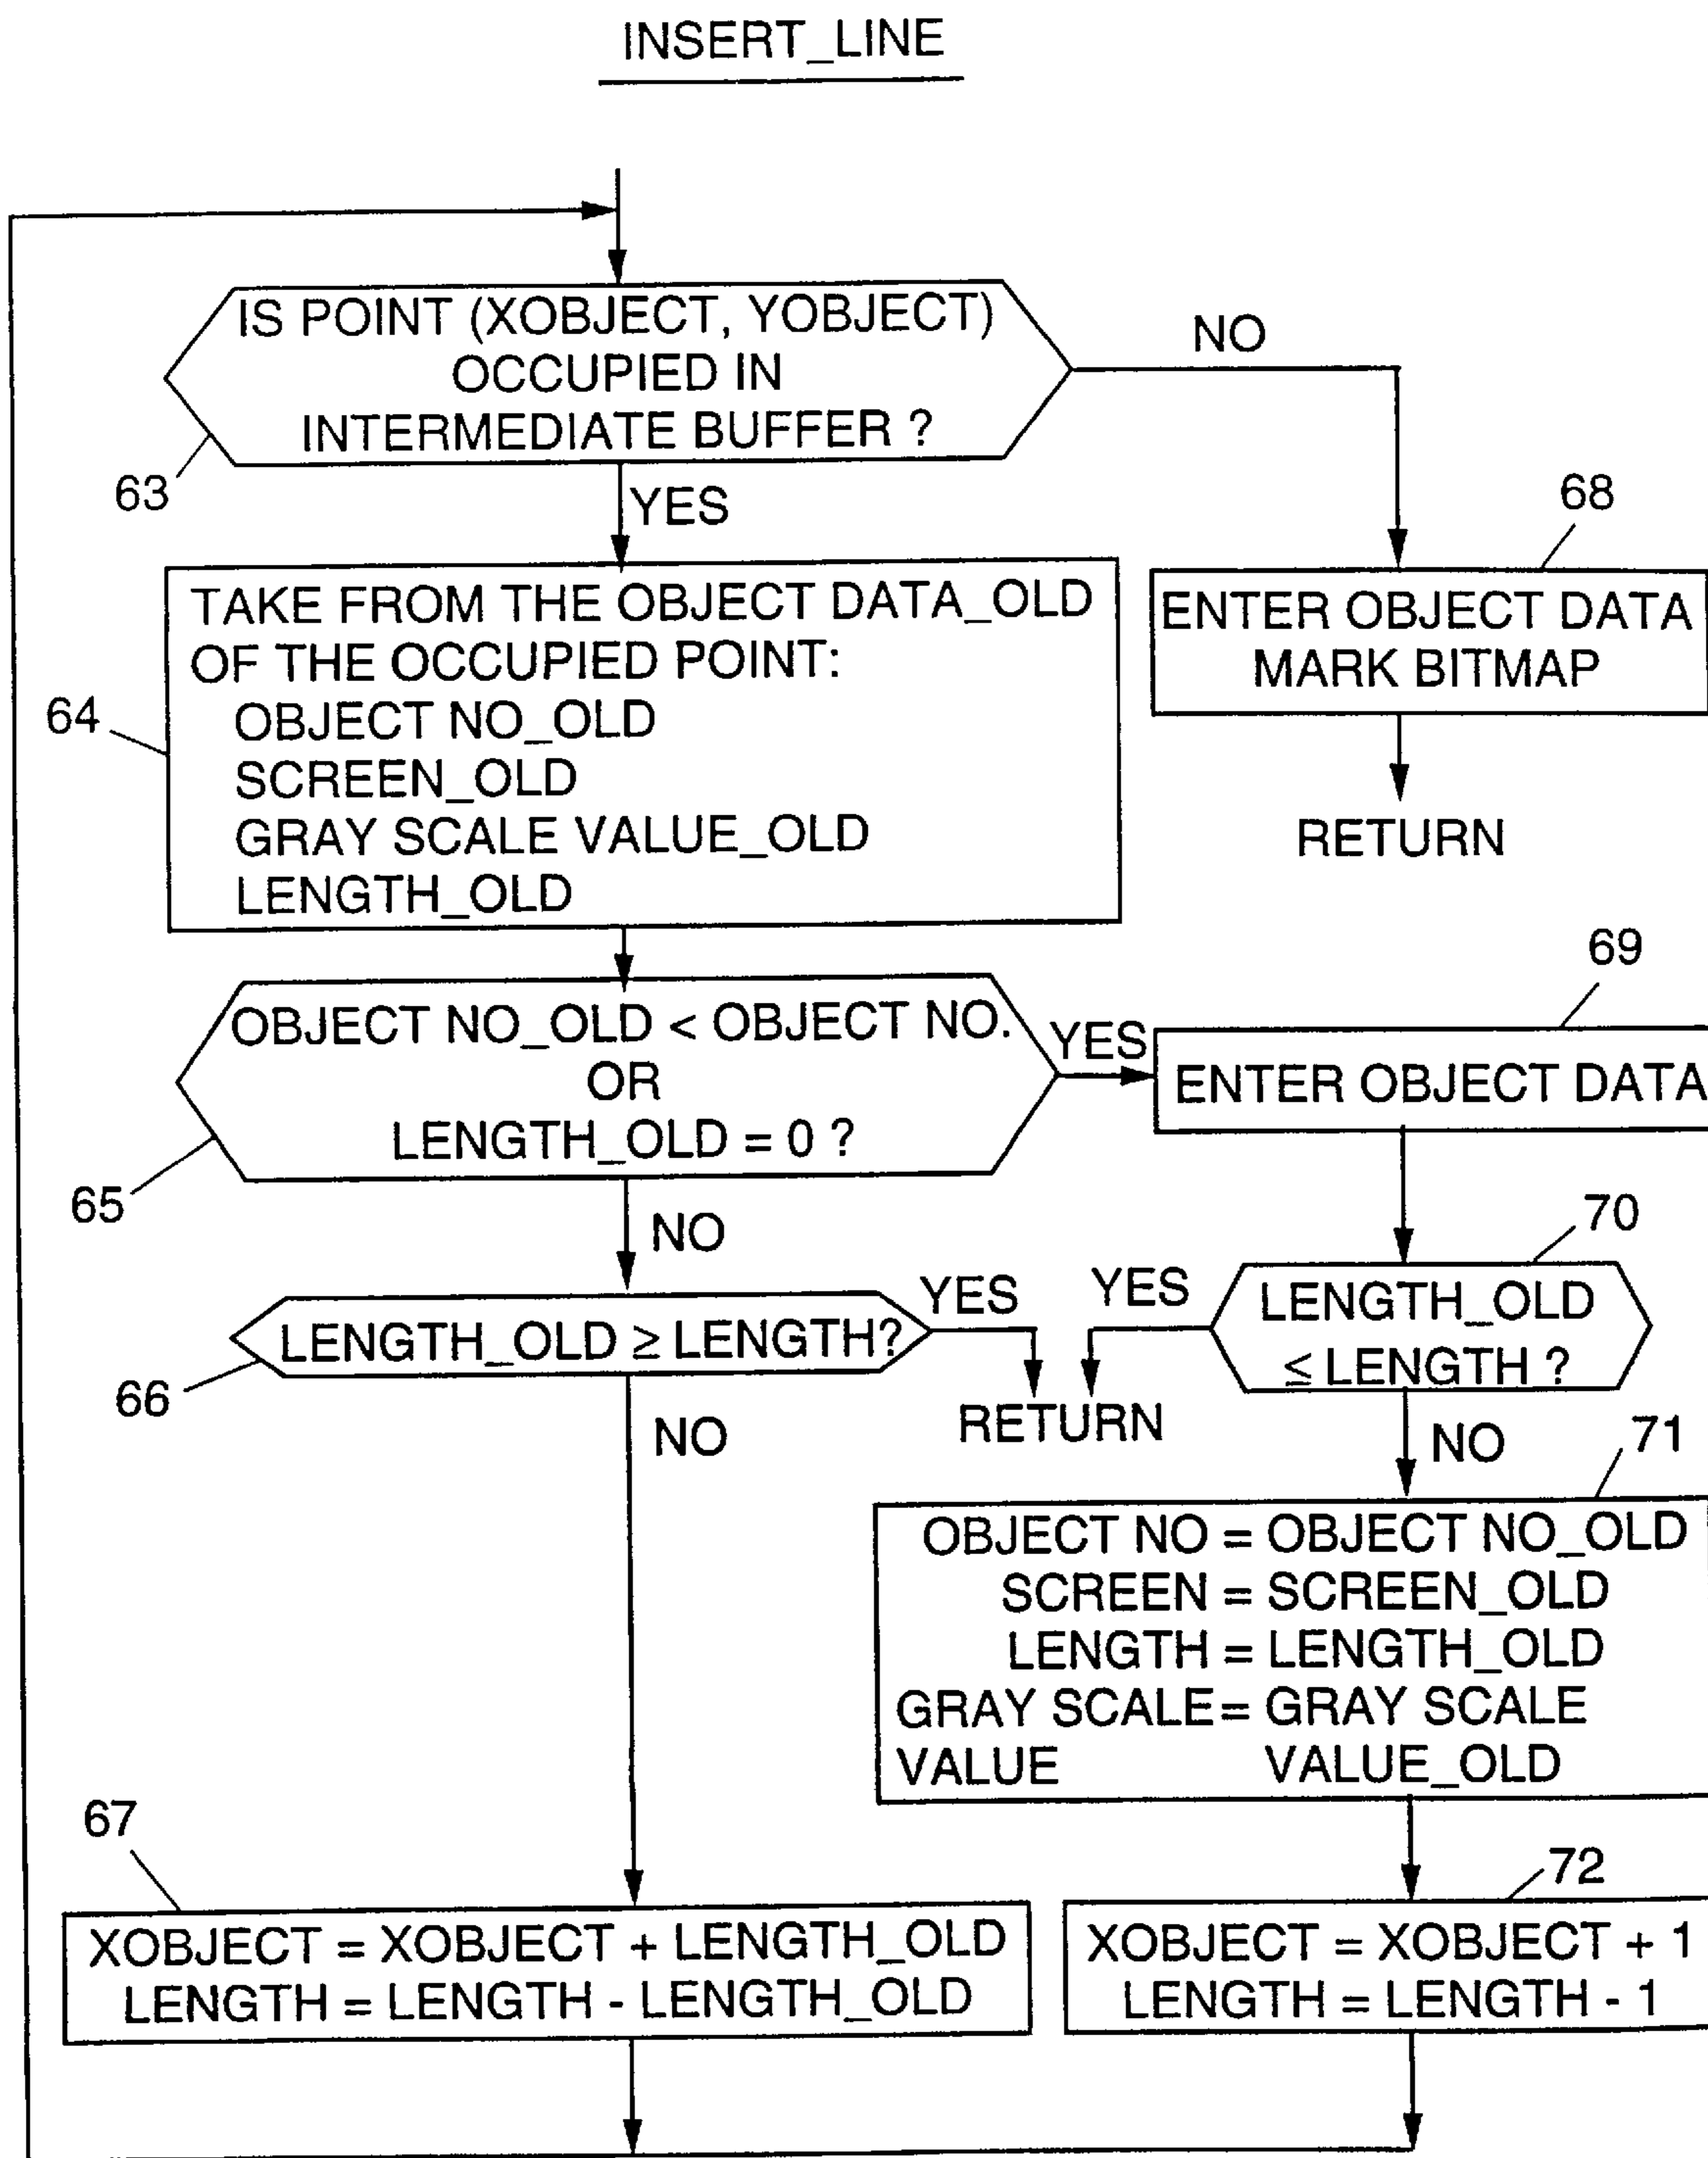 INSERT_LINE
IS POINT (XOBJECT, YOBJECT)
OCCUPIED IN
INTERMEDIATE BUFFER ?
NO
63
YES
68
TAKE FROM THE OBJECT DATA_OLD
OF THE OCCUPIED POINT:
OBJECT NO_OLD
SCREEN_OLD
GRAY SCALE VALUE_OLD
LENGTH_OLD
64
ENTER OBJECT DATA
MARK BITMAP
RETURN
69
OBJECT NO_OLD < OBJECT NO.
OR
LENGTH_OLD = 0 ?
YES
ENTER OBJECT DATA
65
NO
70
LENGTH_OLD ≥ LENGTH?
YES
YES
LENGTH_OLD
≤ LENGTH ?
66
RETURN
NO
NO
71
OBJECT NO = OBJECT NO_OLD
SCREEN = SCREEN_OLD
LENGTH = LENGTH_OLD
GRAY SCALE = GRAY SCALE
VALUE VALUE_OLD
67
72
XOBJECT = XOBJECT + LENGTH_OLD
LENGTH = LENGTH - LENGTH_OLD
XOBJECT = XOBJECT + 1
LENGTH = LENGTH - 1